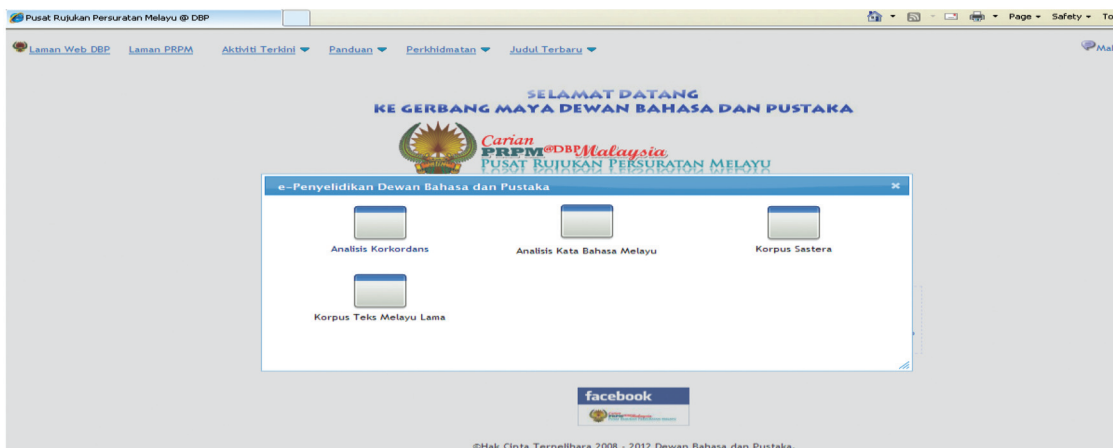 Pusat Rujukan Persuratan Melayu @ DBP
Page Safety To
Laman Web DBP Laman PRPM Aktiviti Terkini Panduan Perkhidmatan Judul Terbaru
SELAMAT DATANG
KE GERBANG MAYA DEWAN BAHASA DAN PUSTAKA
Carian
PRPM@DBPMalaysia
PUSAT RUJUKAN PERSURATAN MELAYU
e-Penyelidikan Dewan Bahasa dan Pustaka
Analisis Korkordans Analisis Kata Bahasa Melayu Korpus Sastera
Korpus Teks Melayu Lama
facebook
©Hak Cipta Terpelihara 2008 - 2012 Dewan Bahasa dan Pustaka.